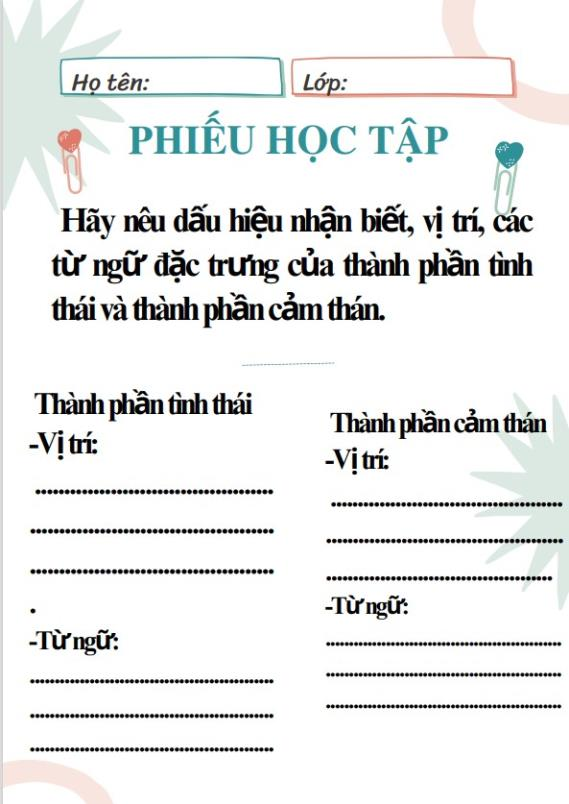 Họ tên:
Lớp:
PHIẾU HỌC TẬP
Hãy nêu dấu hiệu nhận biết, vị trí, các
từ ngữ đặc trưng của thành phần tình
thái và thành phần cảm thán.
Thành phần tình thái
-Vị trí:
..........................................
...........................................
...........................................
.
-Từ ngữ:
...........................................
...........................................
...........................................
Thành phần cảm thán
-Vị trí:
.........................................
..........................................
........................................
-Từ ngữ:
..........................................
..........................................
..........................................